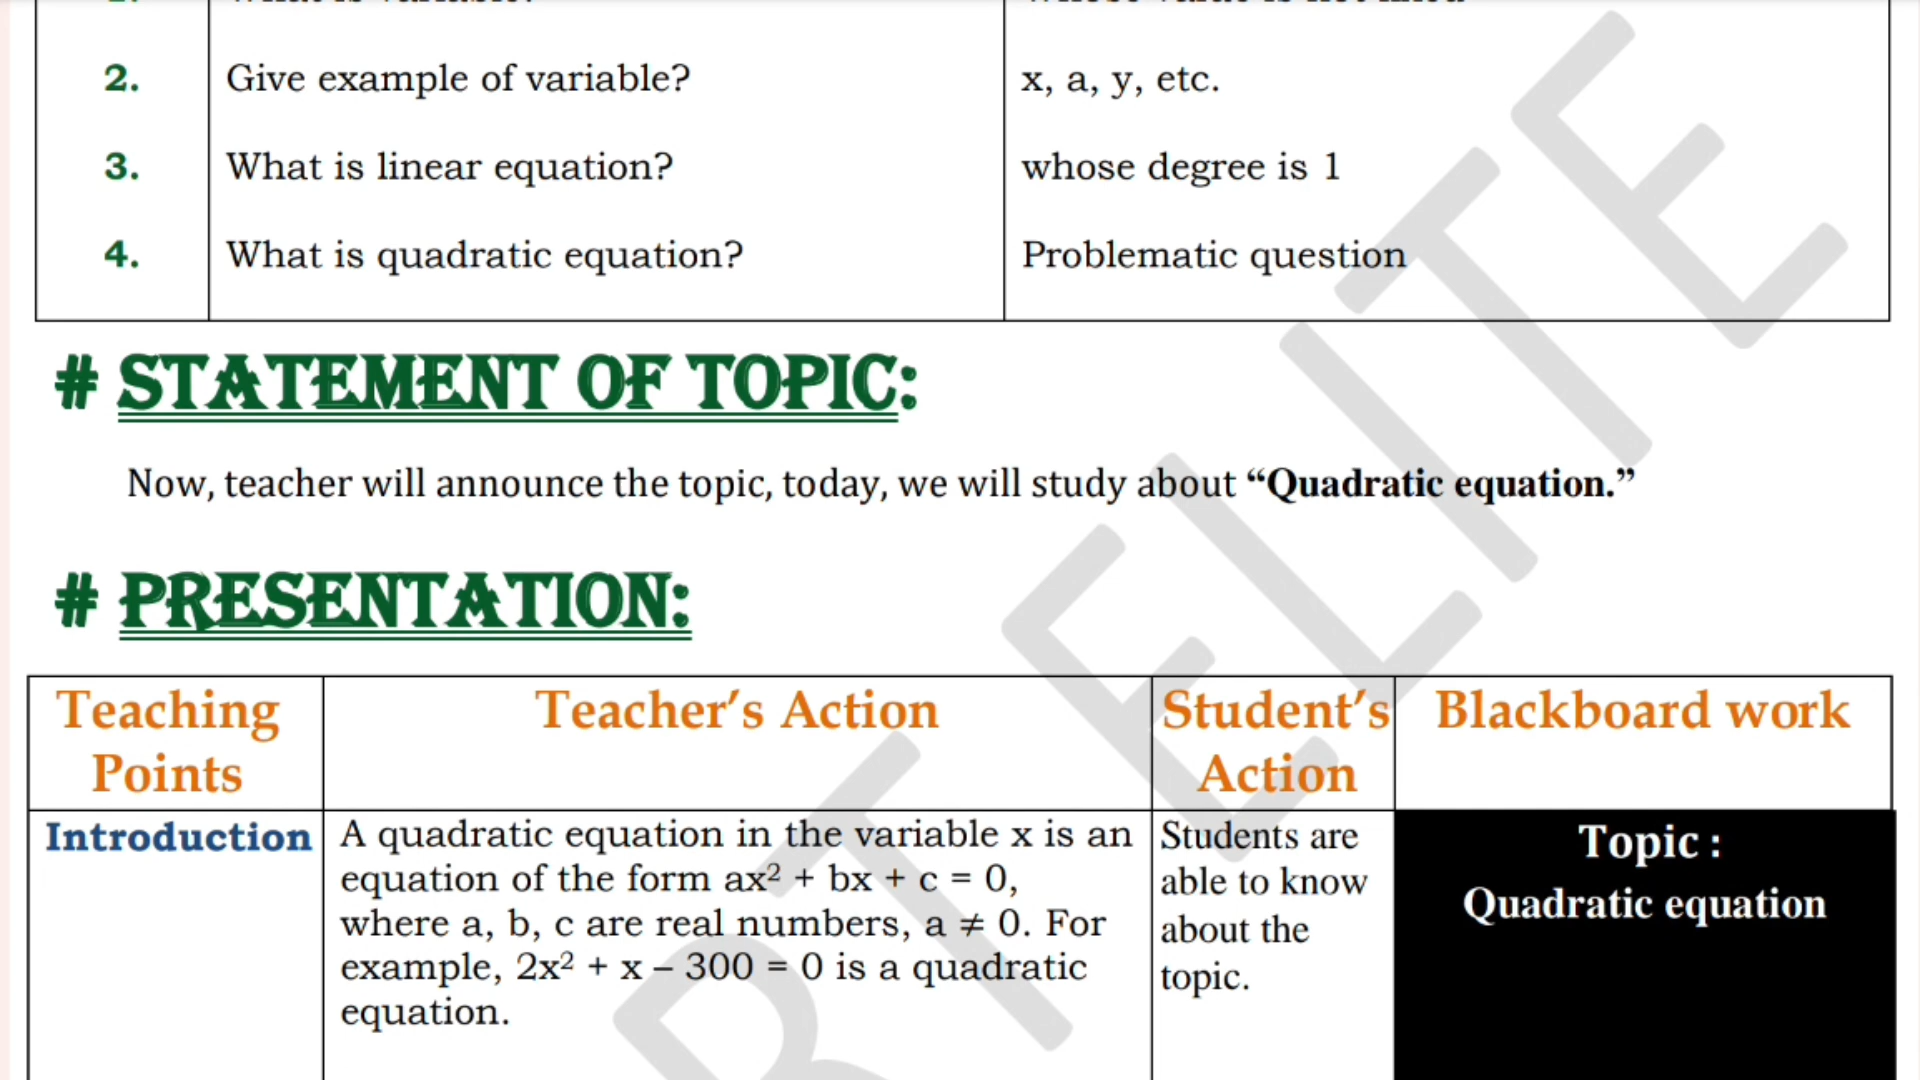 2. Give example of variable? x, a, y, etc.
3. What is linear equation? whose degree is 1
4. What is quadratic equation? Problematic question
# STATEMENT OF TOPIC:
Now, teacher will announce the topic, today, we will study about “Quadratic equation.”
# PRESENTATION:
Teaching
Points
Teacher’s Action
Student’s
Action
Blackboard work
Introduction
A quadratic equation in the variable x is an
equation of the form ax² + bx + c = 0,
where a, b, c are real numbers, a ≠ 0. For
example, 2x² + x – 300 = 0 is a quadratic
equation.
Students are
able to know
about the
topic.
Topic :
Quadratic equation
RT ELITE